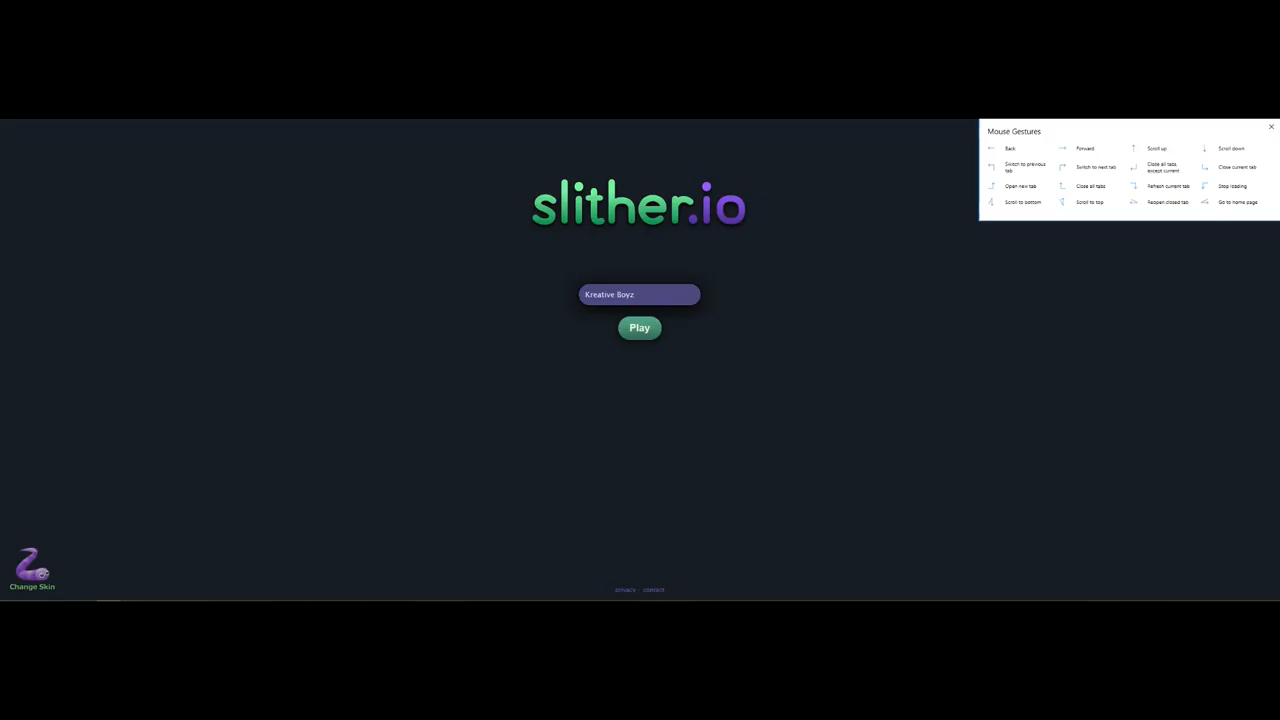 Mouse Gestures
Back
Forward
Scroll up
Scroll down
Switch to previous
tab
Switch to next tab
Close all tabs
except current
Close current tab
Open new tab
Close all tabs
Refresh current tab
Stop loading
Scroll to bottom
Scroll to top
Reopen closed tab
Go to home page
slither.io
Kreative Boyz
Play
Change Skin
privacy · contact